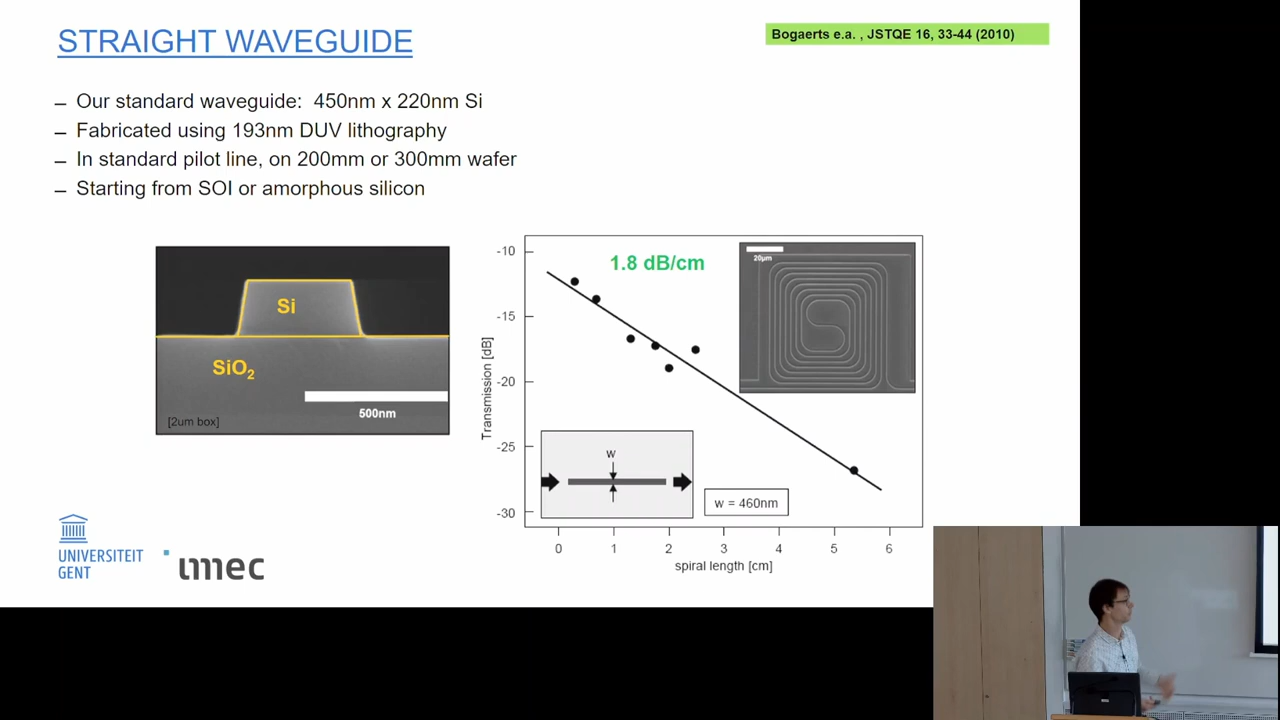 STRAIGHT WAVEGUIDE
Bogaerts e.a. , JSTQE 16, 33-44 (2010)
– Our standard waveguide: 450nm x 220nm Si
– Fabricated using 193nm DUV lithography
– In standard pilot line, on 200mm or 300mm wafer
– Starting from SOI or amorphous silicon
Si
SiO2
500nm
[2um box]
-10
-15
-20
-25
-30
Transmission [dB]
1.8 dB/cm
20µm
w
w = 460nm
0 1 2 3 4 5 6
spiral length [cm]
UNIVERSITEIT
GENT
imec